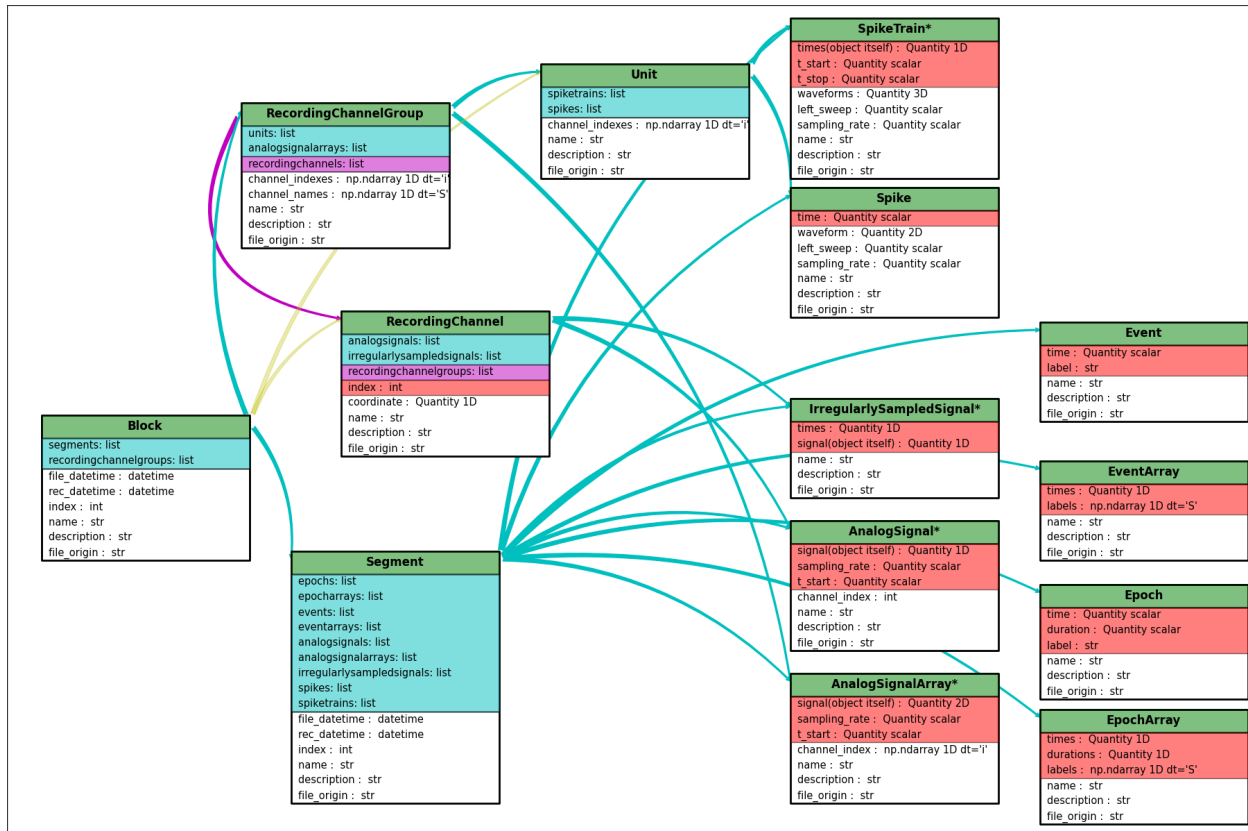 SpikeTrain*
times(object itself) : Quantity 1D
t_start : Quantity scalar
t_stop : Quantity scalar
waveforms : Quantity 3D
left_sweep : Quantity scalar
sampling_rate : Quantity scalar
name : str
description : str
file_origin : str
Unit
spiketrains: list
spikes: list
channel_indexes : np.ndarray 1D dt='i'
name : str
description : str
file_origin : str
RecordingChannelGroup
units: list
analogsignalarrays: list
recordingchannels: list
channel_indexes : np.ndarray 1D dt='i'
channel_names : np.ndarray 1D dt='S'
name : str
description : str
file_origin : str
Spike
time : Quantity scalar
waveform : Quantity 2D
left_sweep : Quantity scalar
sampling_rate : Quantity scalar
name : str
description : str
file_origin : str
RecordingChannel
analogsignals: list
irregularlysampledsignals: list
recordingchannelgroups: list
index : int
coordinate : Quantity 1D
name : str
description : str
file_origin : str
Event
time : Quantity scalar
label : str
name : str
description : str
file_origin : str
Block
segments: list
recordingchannelgroups: list
file_datetime : datetime
rec_datetime : datetime
index : int
name : str
description : str
file_origin : str
IrregularlySampledSignal*
times : Quantity 1D
signal(object itself) : Quantity 1D
name : str
description : str
file_origin : str
EventArray
times : Quantity 1D
labels : np.ndarray 1D dt='S'
name : str
description : str
file_origin : str
Segment
epochs: list
epocharrays: list
events: list
eventarrays: list
analogsignals: list
analogsignalarrays: list
irregularlysampledsignals: list
spikes: list
spiketrains: list
file_datetime : datetime
rec_datetime : datetime
index : int
name : str
description : str
file_origin : str
AnalogSignal*
signal(object itself) : Quantity 1D
sampling_rate : Quantity scalar
t_start : Quantity scalar
channel_index : int
name : str
description : str
file_origin : str
Epoch
time : Quantity scalar
duration : Quantity scalar
label : str
name : str
description : str
file_origin : str
AnalogSignalArray*
signal(object itself) : Quantity 2D
sampling_rate : Quantity scalar
t_start : Quantity scalar
channel_index : np.ndarray 1D dt='i'
name : str
description : str
file_origin : str
EpochArray
times : Quantity 1D
durations : Quantity 1D
labels : np.ndarray 1D dt='S'
name : str
description : str
file_origin : str